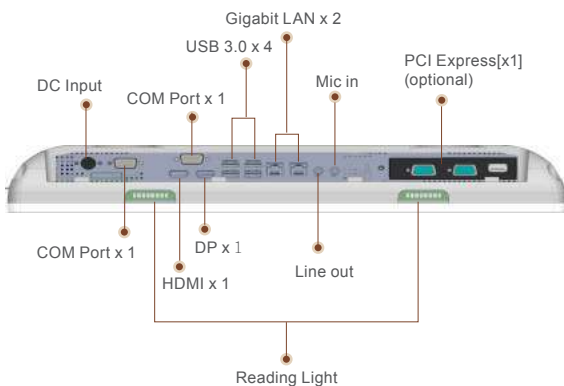 Gigabit LAN x 2
USB 3.0 x 4
PCI Express[x1]
(optional)
Mic in
DC Input
COM Port x 1
COM Port x 1
DP x 1
Line out
HDMI x 1
Reading Light